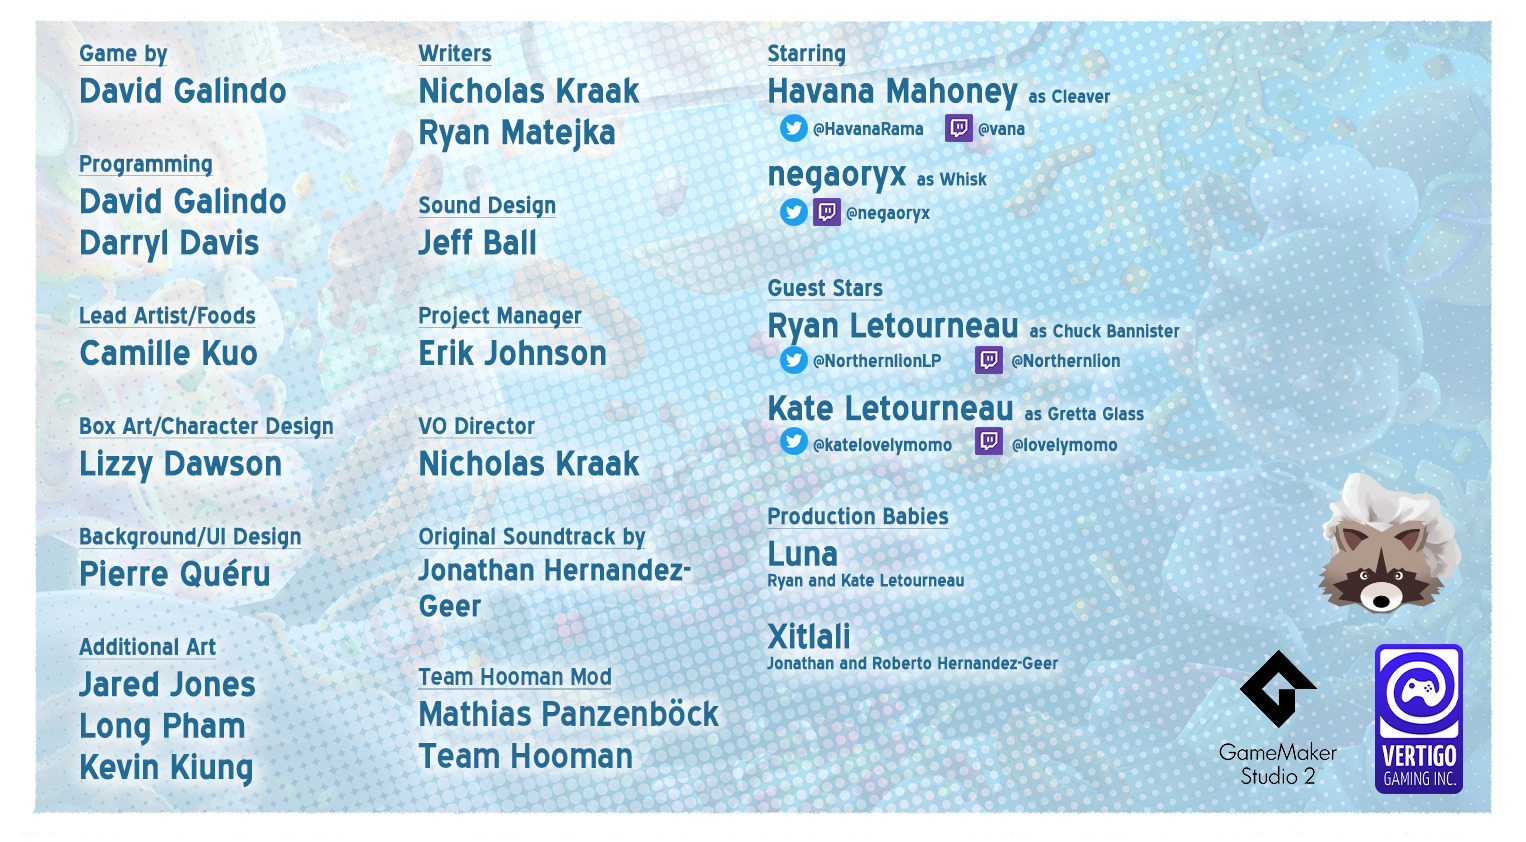 Game by
David Galindo
Programming
David Galindo
Darryl Davis
Lead Artist/Foods
Camille Kuo
Box Art/Character Design
Lizzy Dawson
Background/UI Design
Pierre Quéru
Additional Art
Jared Jones
Long Pham
Kevin Kiung
Writers
Nicholas Kraak
Ryan Matejka
Sound Design
Jeff Ball
Project Manager
Erik Johnson
VO Director
Nicholas Kraak
Original Soundtrack by
Jonathan Hernandez-
Geer
Team Hooman Mod
Mathias Panzenböck
Team Hooman
Starring
Havana Mahoney as Cleaver
@HavanaRama @vana
negaoryx as Whisk
@negaoryx
Guest Stars
Ryan Letourneau as Chuck Bannister
@NorthernlionLP @Northernlion
Kate Letourneau as Gretta Glass
@katelovelymomo @lovelymomo
Production Babies
Luna
Ryan and Kate Letourneau
Xitlali
Jonathan and Roberto Hernandez-Geer
GameMaker
Studio 2
VERTIGO
GAMING INC.